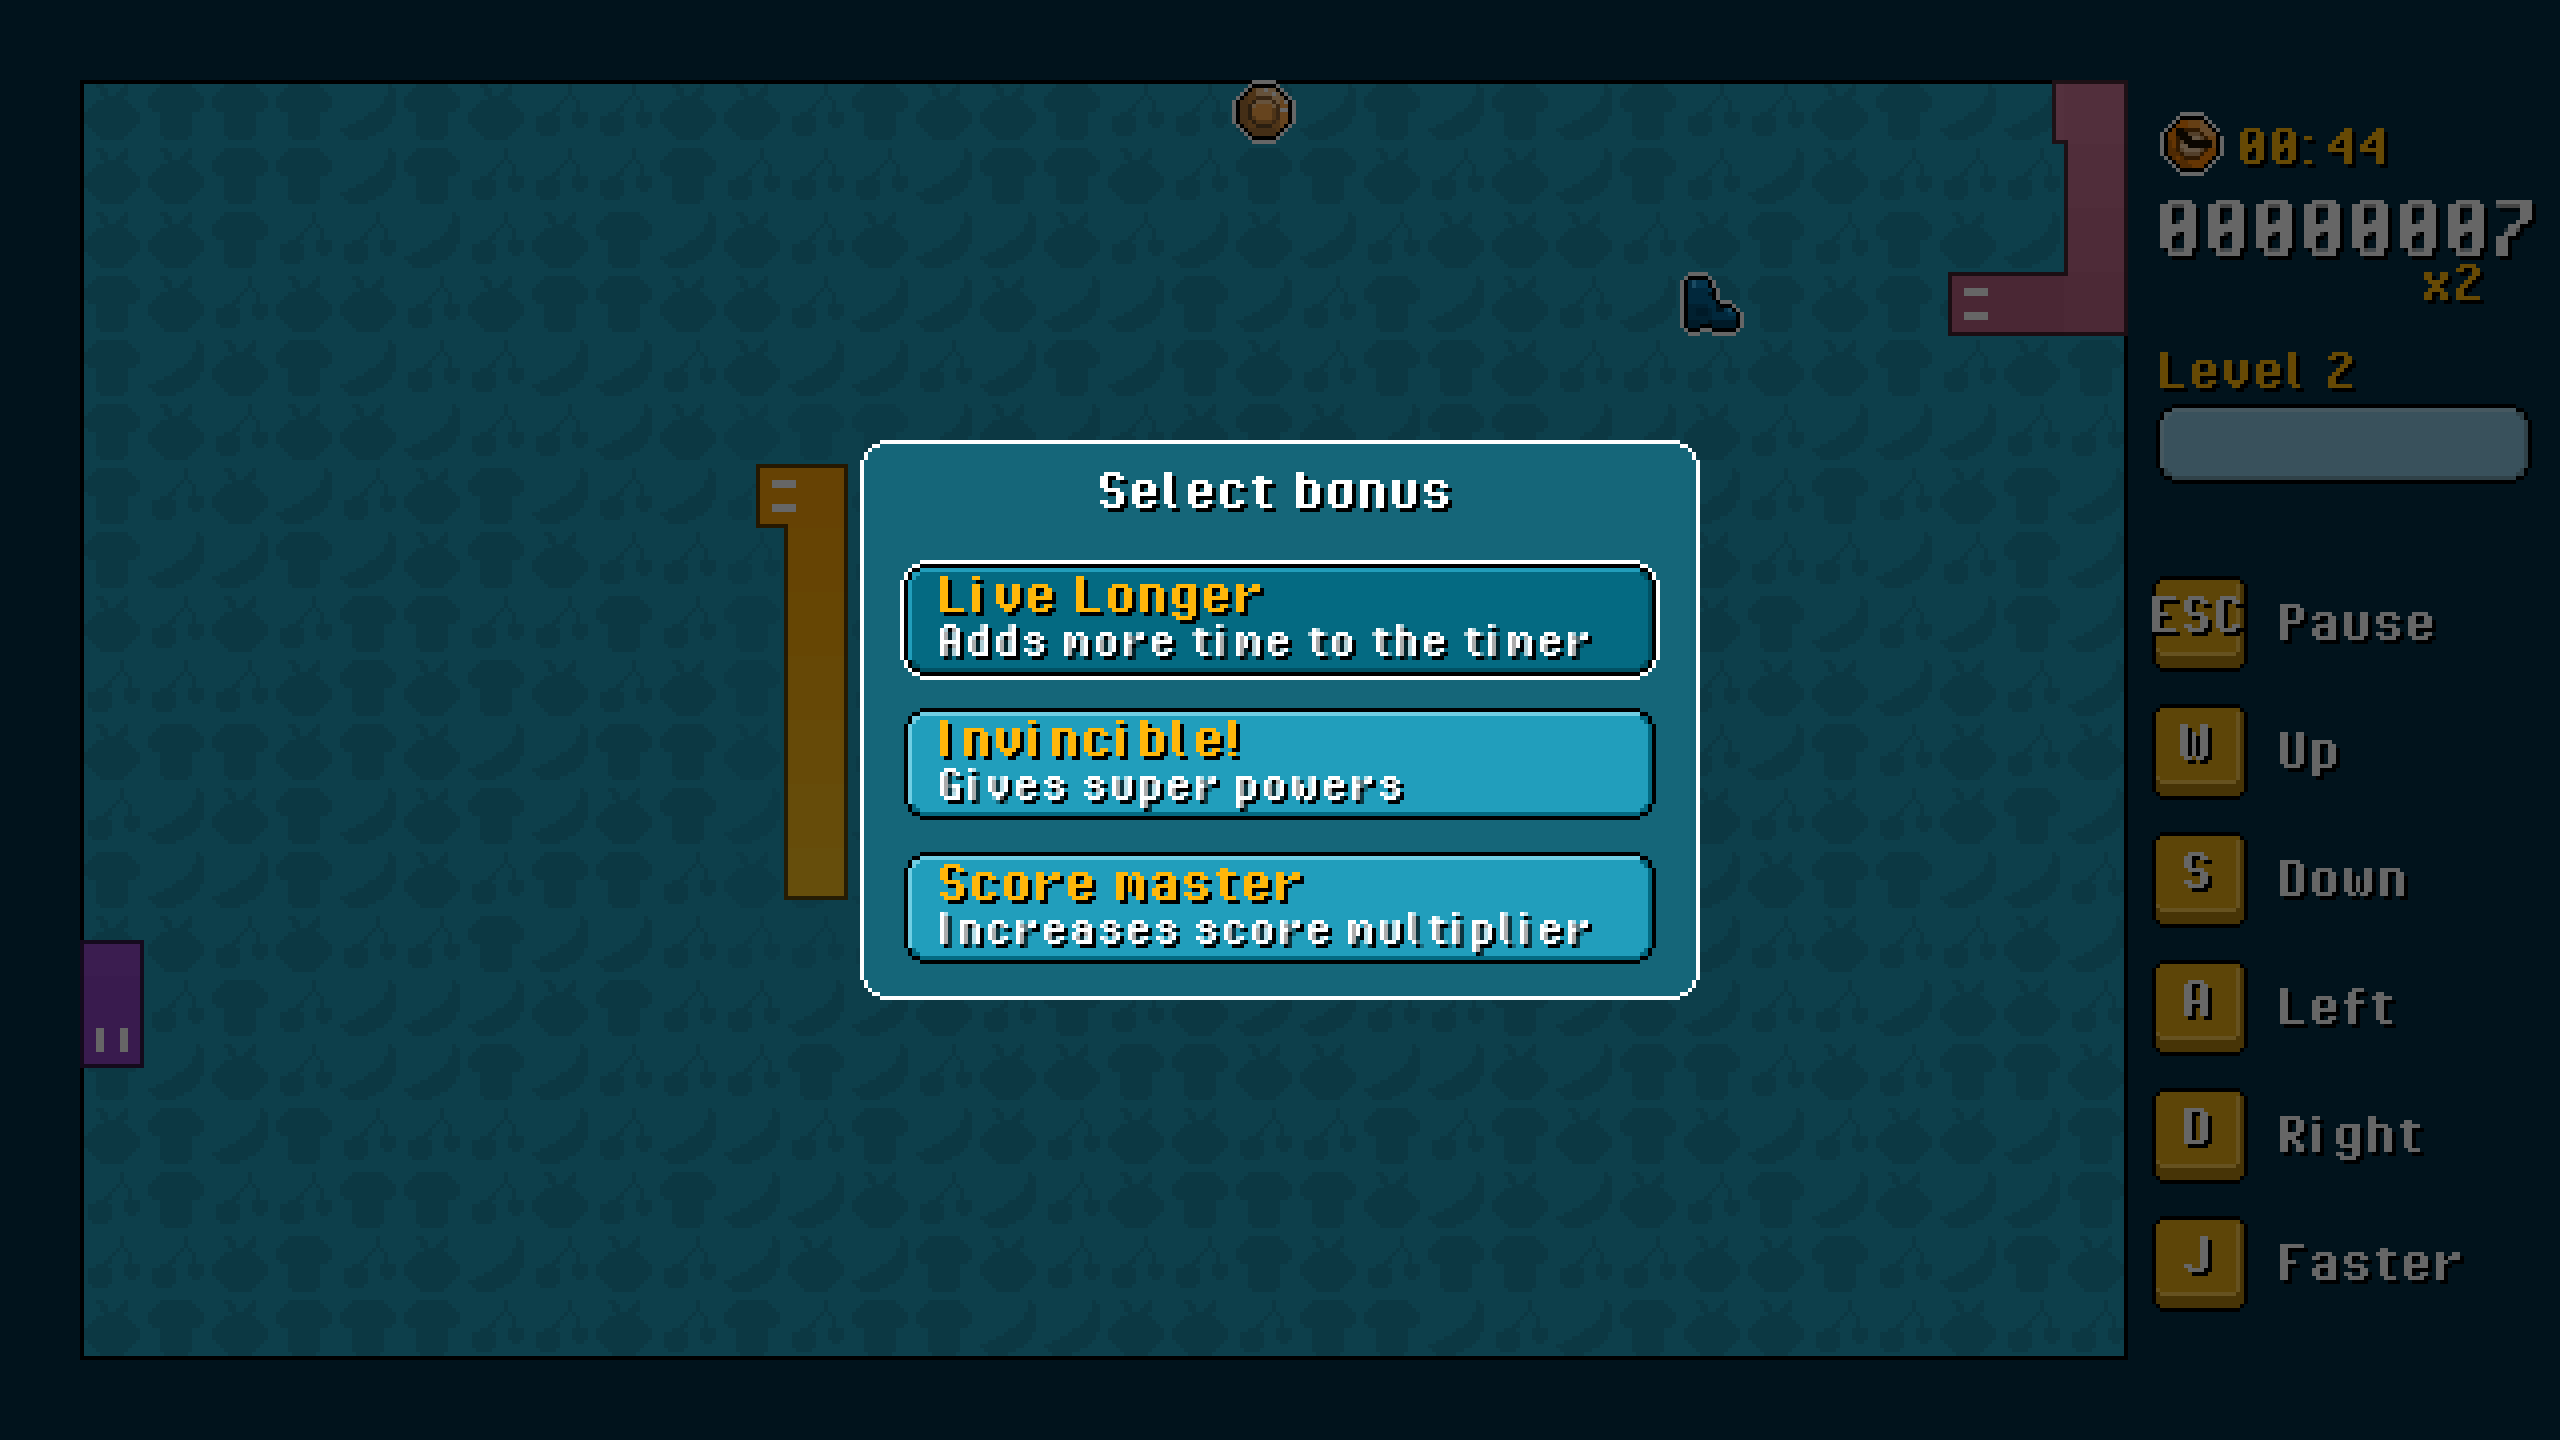 00:44
00000007
x2
Level 2
Select bonus
Live Longer
Adds more time to the timer
Invincible!
Gives super powers
Score master
Increases score multiplier
ESC Pause
W Up
S Down
A Left
D Right
J Faster